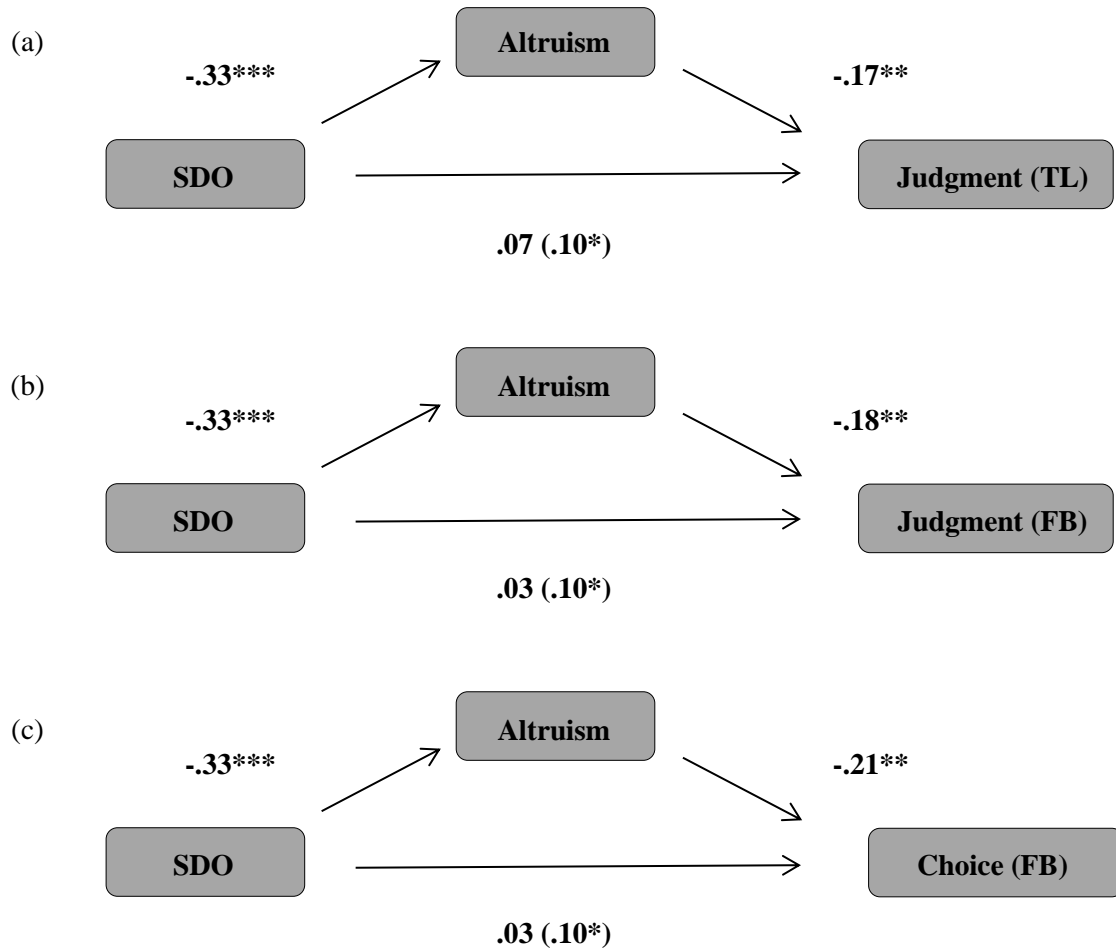 (a)
Altruism
-.33***
-.17**
SDO
Judgment (TL)
.07 (.10*)
(b)
Altruism
-.33***
-.18**
SDO
Judgment (FB)
.03 (.10*)
(c)
Altruism
-.33***
-.21**
SDO
Choice (FB)
.03 (.10*)